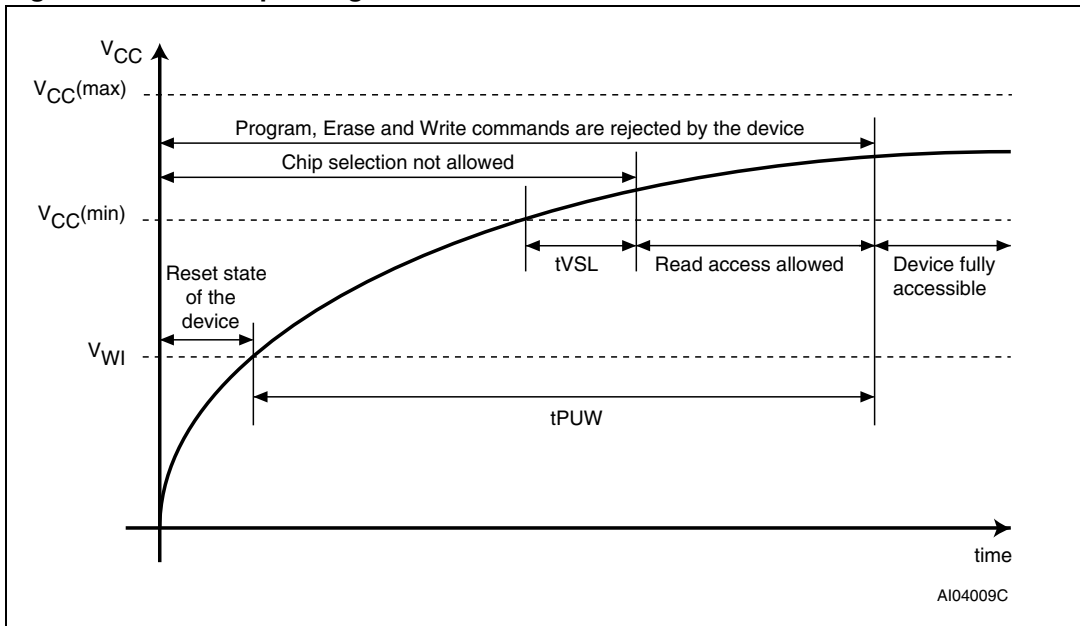 VCC
VCC(max)
Program, Erase and Write commands are rejected by the device
Chip selection not allowed
VCC(min)
tVSL
Read access allowed
Device fully
accessible
Reset state
of the
device
VWI
tPUW
time
AI04009C